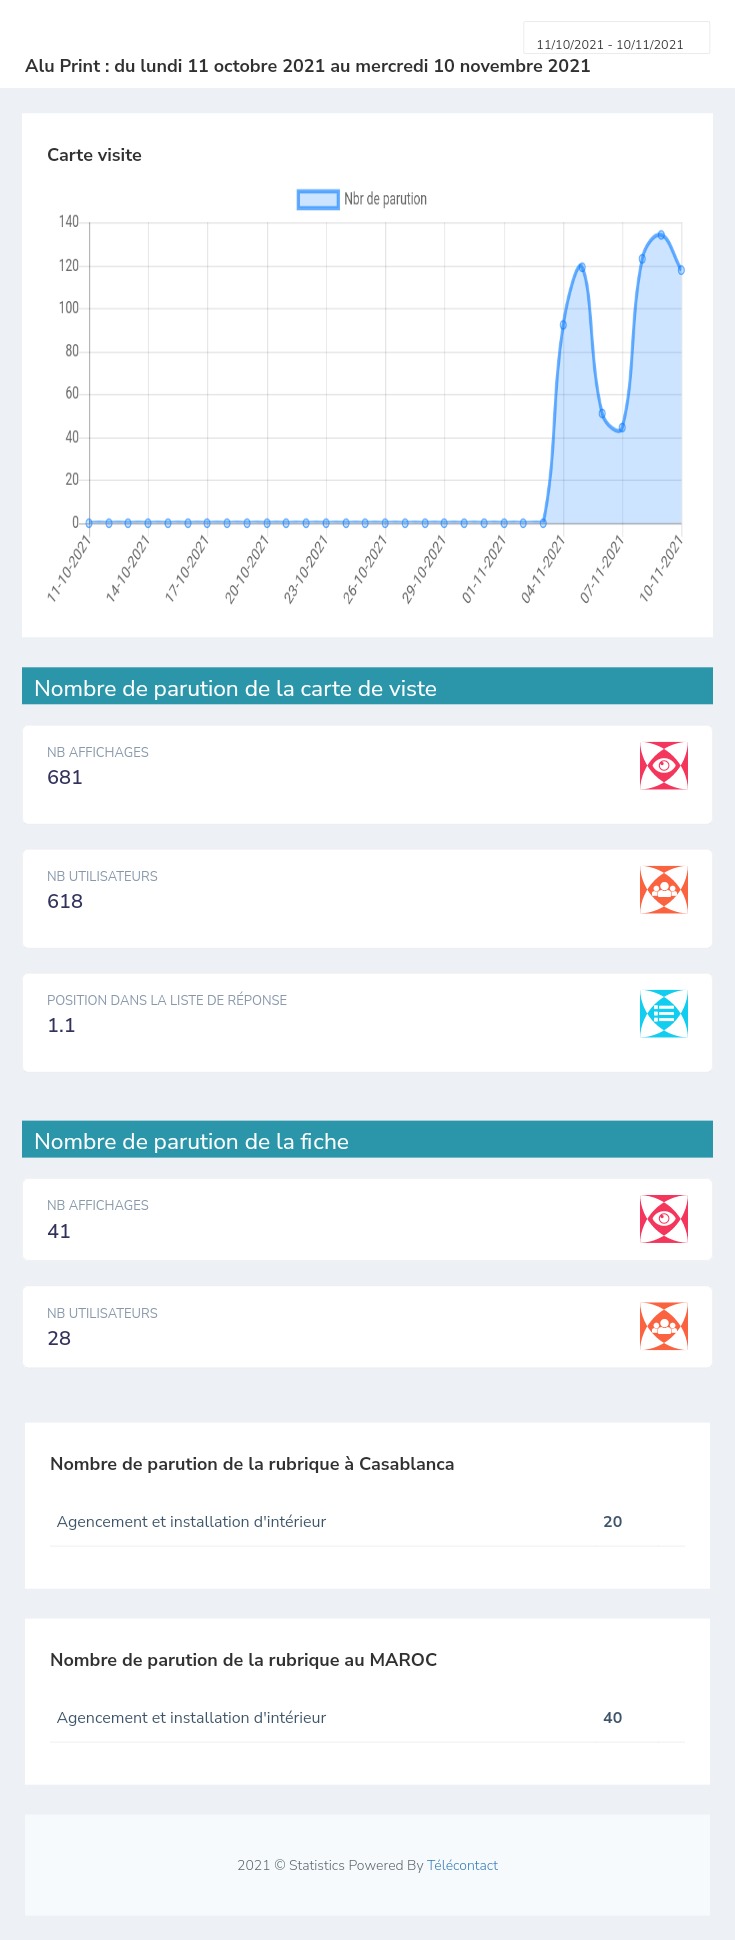 11/10/2021 - 10/11/2021
Alu Print : du lundi 11 octobre 2021 au mercredi 10 novembre 2021
Carte visite
Nbr de parution
140
120
100
80
60
40
20
0
11-10-2021
14-10-2021
17-10-2021
20-10-2021
23-10-2021
26-10-2021
29-10-2021
01-11-2021
04-11-2021
07-11-2021
10-11-2021
Nombre de parution de la carte de viste
NB AFFICHAGES
681
NB UTILISATEURS
618
POSITION DANS LA LISTE DE RÉPONSE
1.1
Nombre de parution de la fiche
NB AFFICHAGES
41
NB UTILISATEURS
28
Nombre de parution de la rubrique à Casablanca
Agencement et installation d'intérieur 20
Nombre de parution de la rubrique au MAROC
Agencement et installation d'intérieur 40
2021 © Statistics Powered By Télécontact